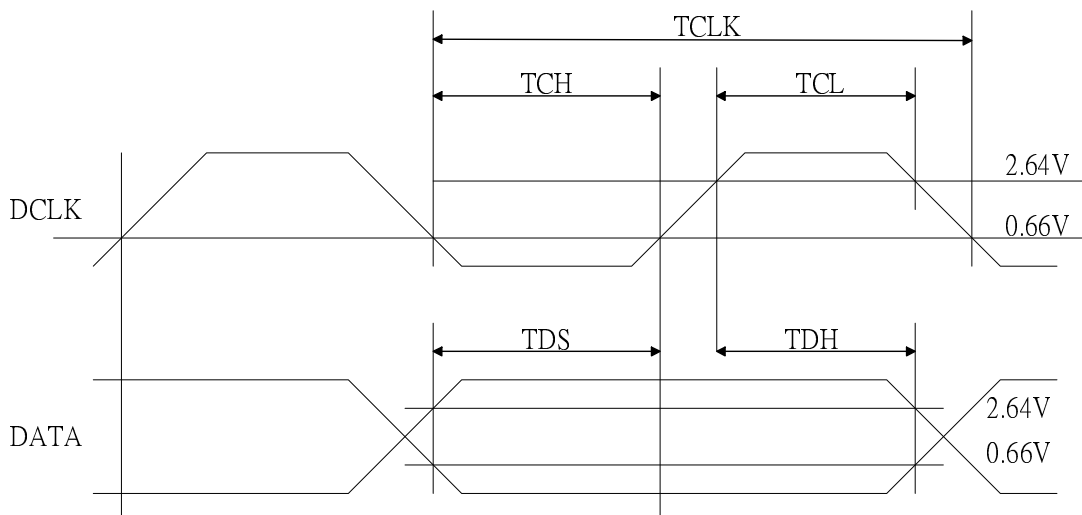 TCLK
TCH
TCL
2.64V
DCLK
0.66V
TDS
TDH
2.64V
DATA
0.66V